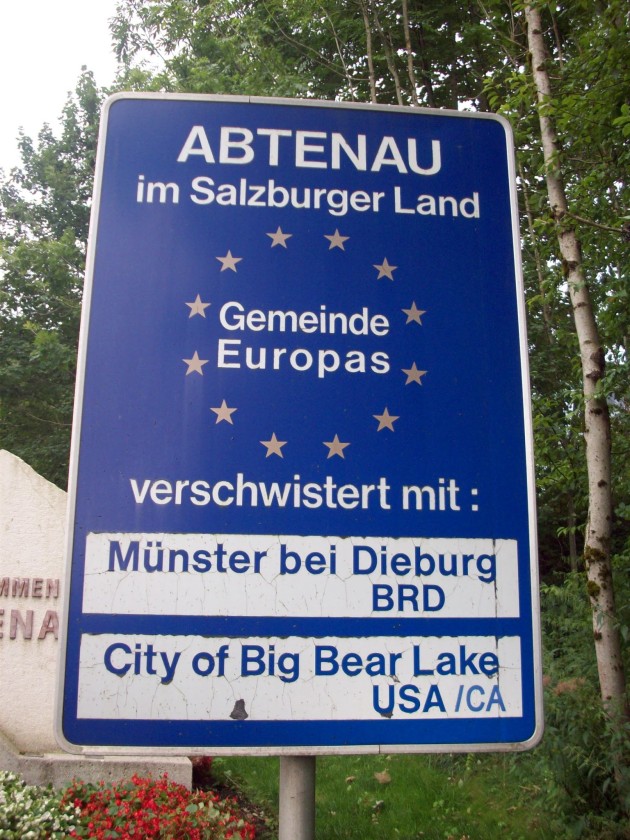 ABTENAU
im Salzburger Land
Gemeinde
Europas
verschwistert mit :
Münster bei Dieburg
BRD
City of Big Bear Lake
USA /CA